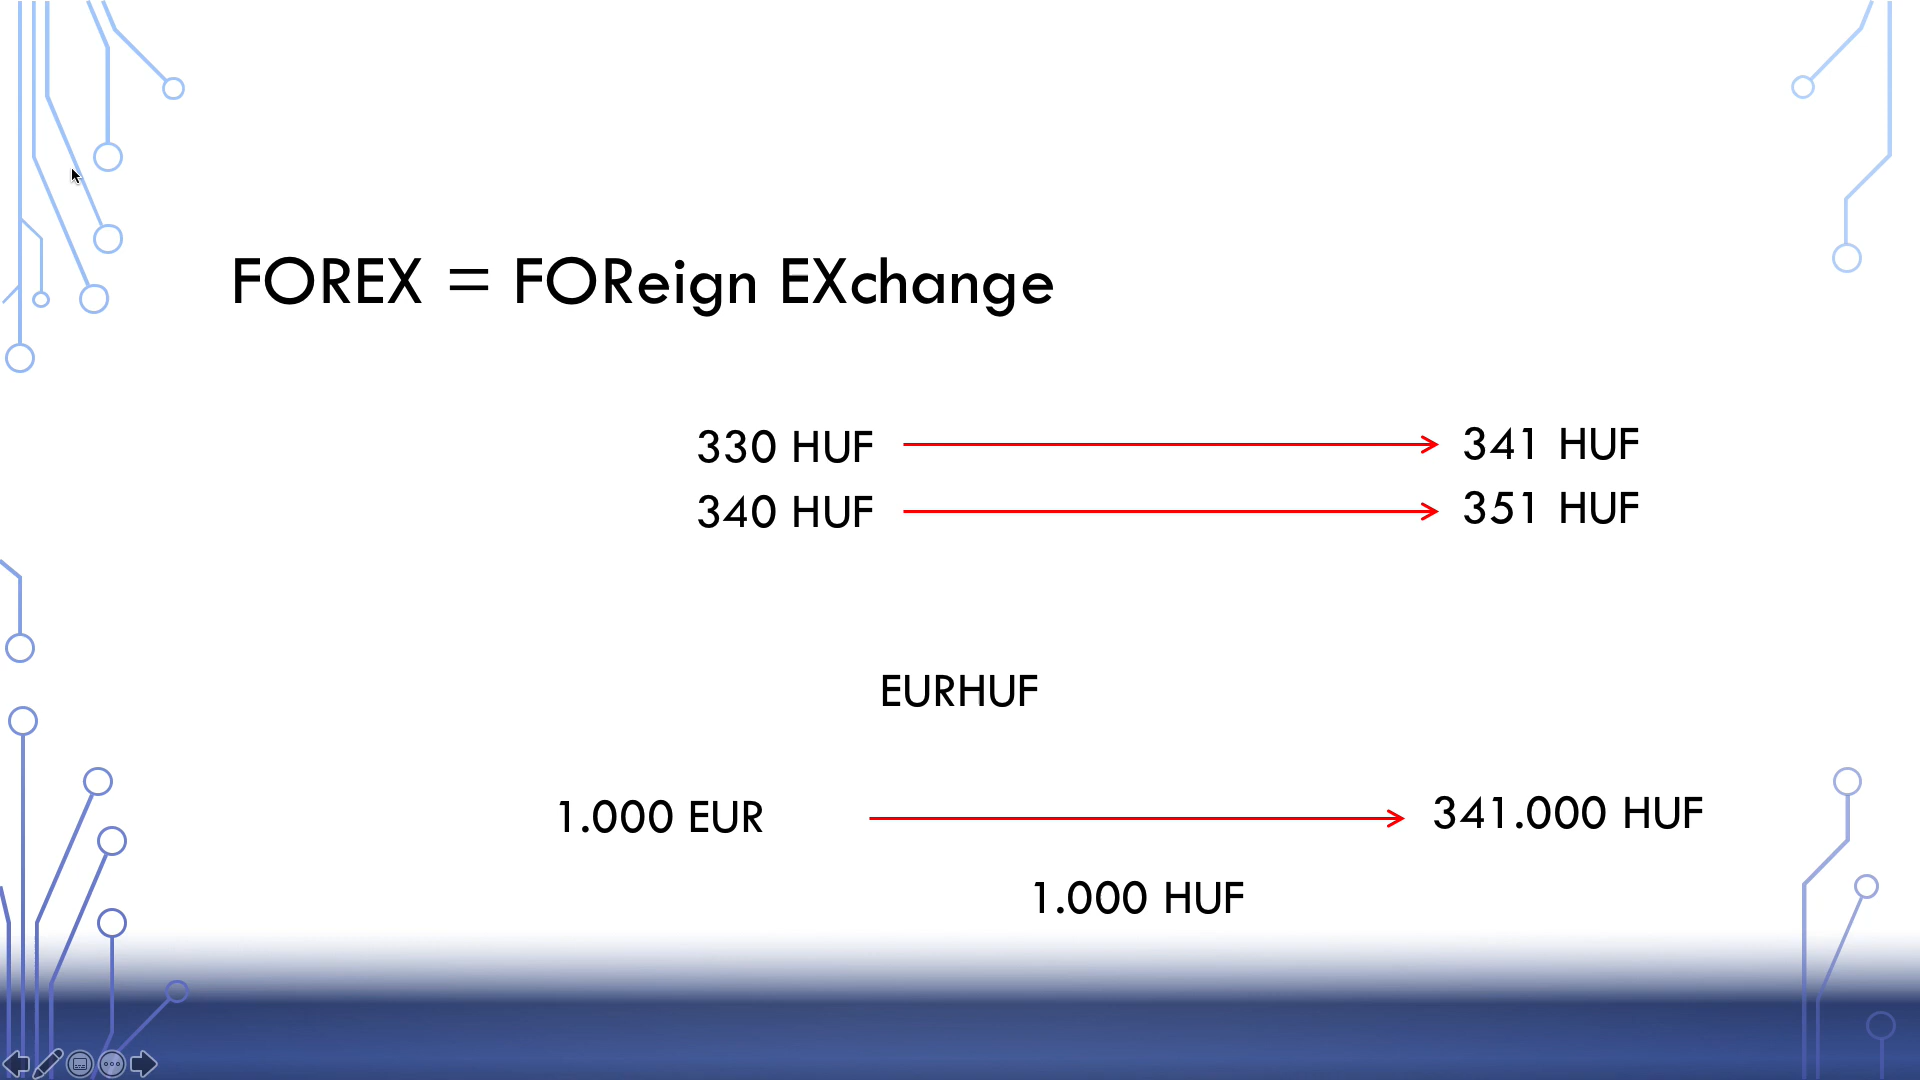 FOREX = FOReign EXchange
330 HUF 341 HUF
340 HUF 351 HUF
EURHUF
1.000 EUR 341.000 HUF
1.000 HUF